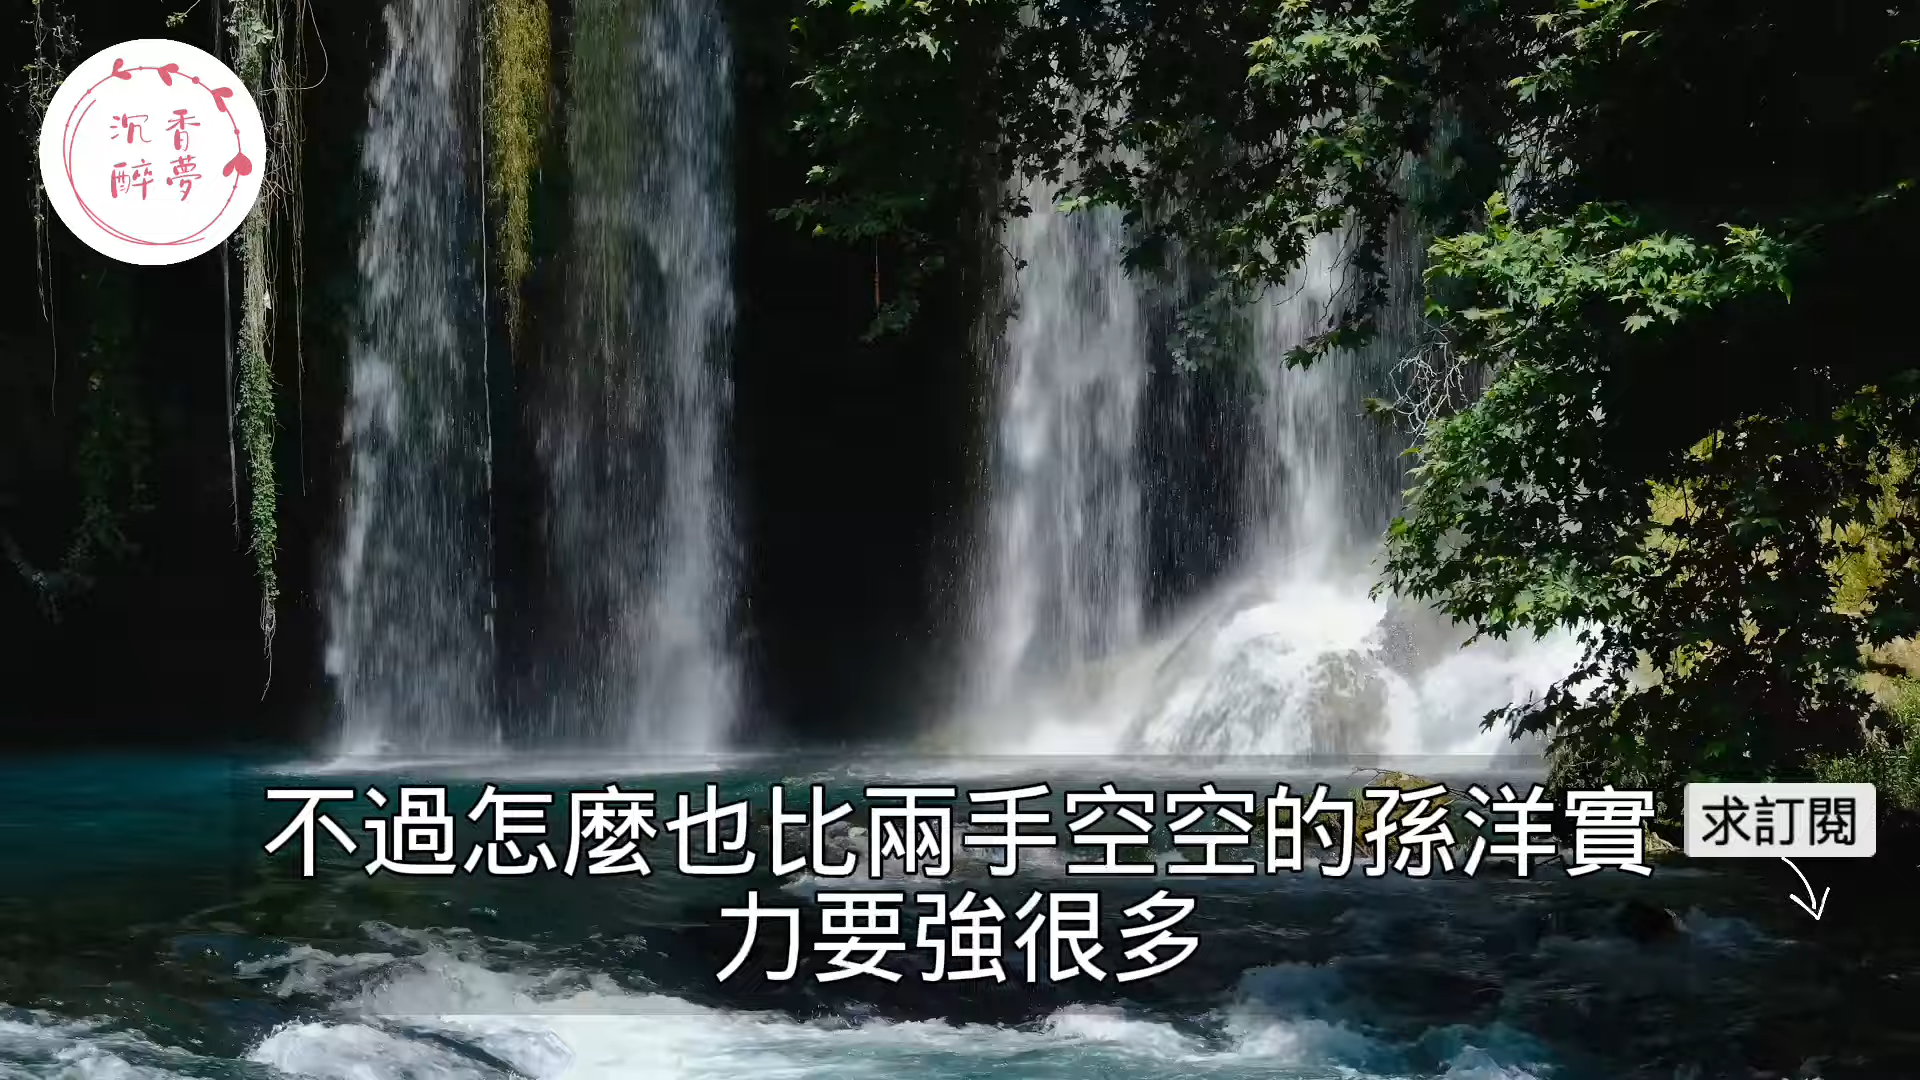 沉香
醉夢
不過怎麼也比兩手空空的孫洋實
力要強很多
求訂閱